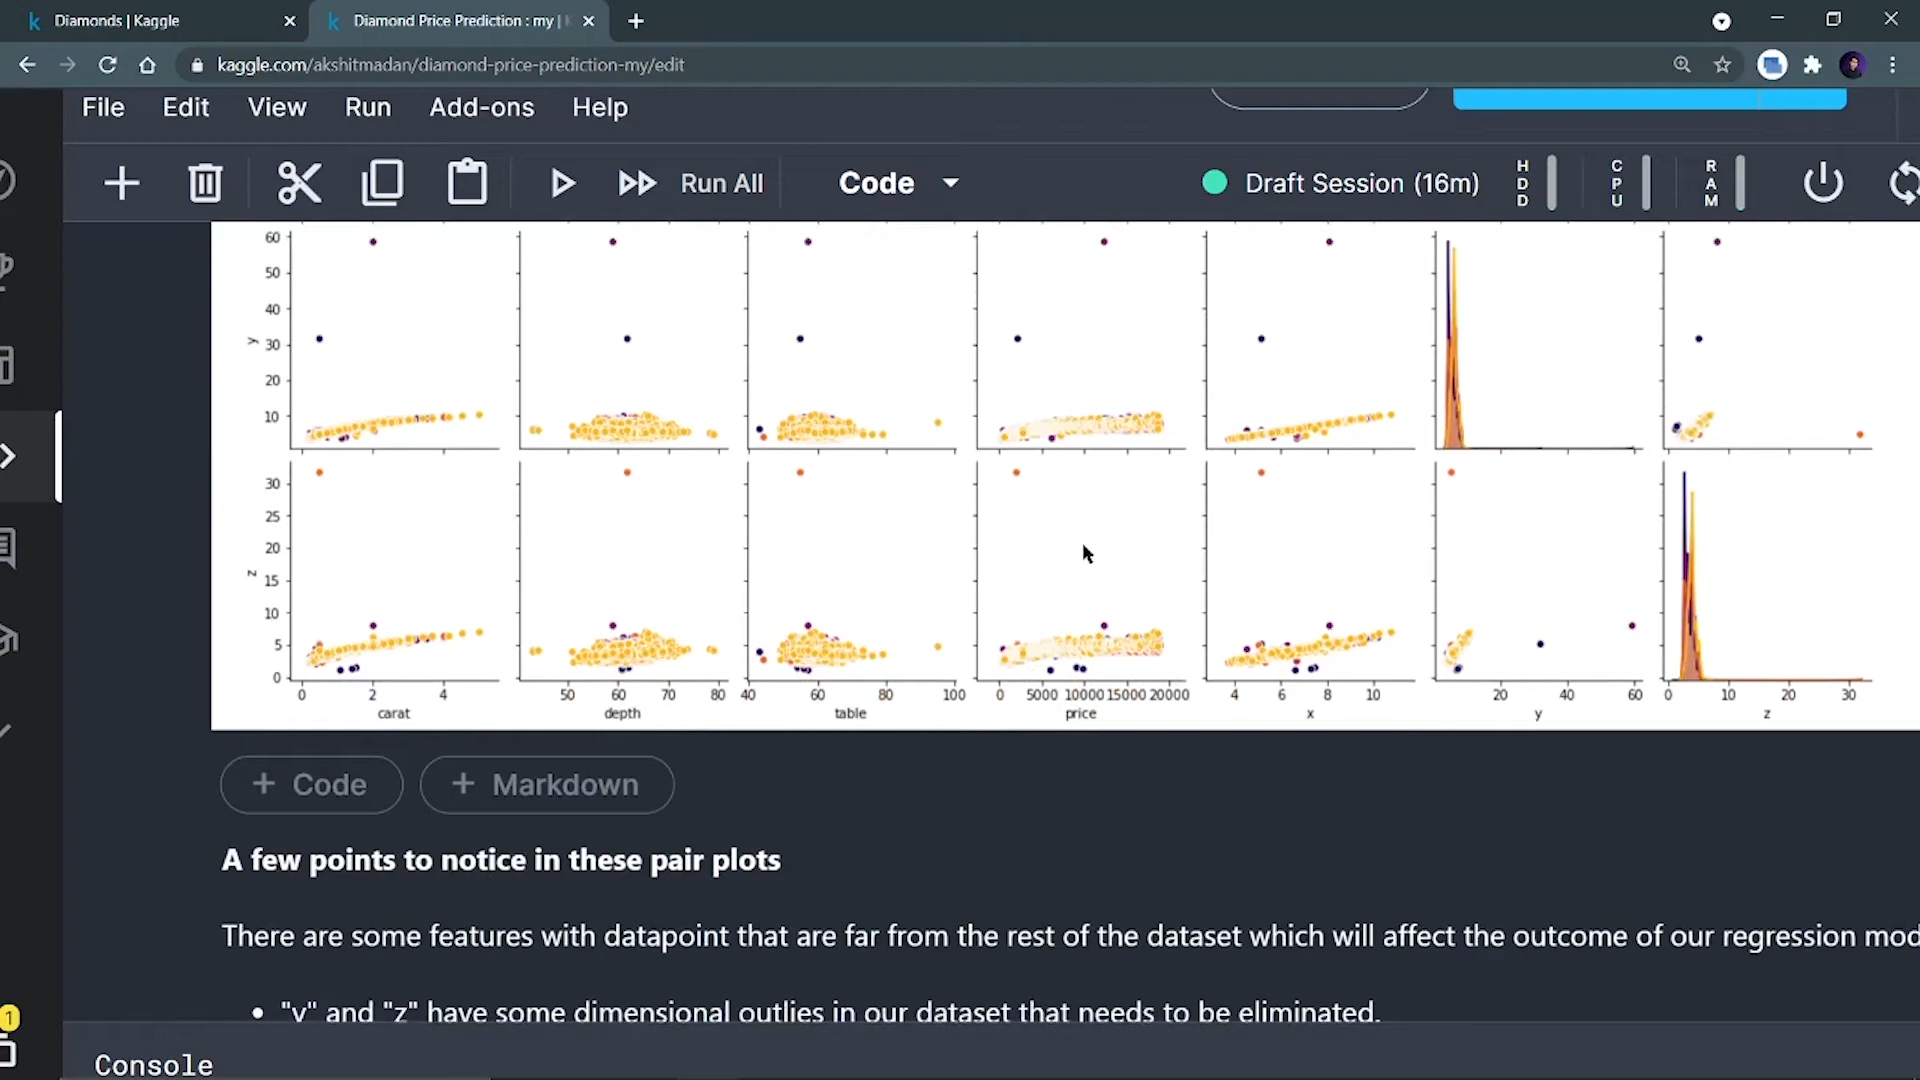 Diamonds | Kaggle
Diamond Price Prediction : my |
kaggle.com/akshitmadan/diamond-price-prediction-my/edit
File Edit View Run Add-ons Help
Run All Code Draft Session (16m) HDD CPU RAM
60
50
40
30
20
10
y
30
25
20
15
10
5
0
z
0 2 4 50 60 70 80 40 60 80 100 0 5000 10000 15000 20000 4 6 8 10 20 40 60 0 10 20 30
carat depth table price x y z
+ Code + Markdown
A few points to notice in these pair plots
There are some features with datapoint that are far from the rest of the dataset which will affect the outcome of our regression mod
• "y" and "z" have some dimensional outlies in our dataset that needs to be eliminated.
1
Console